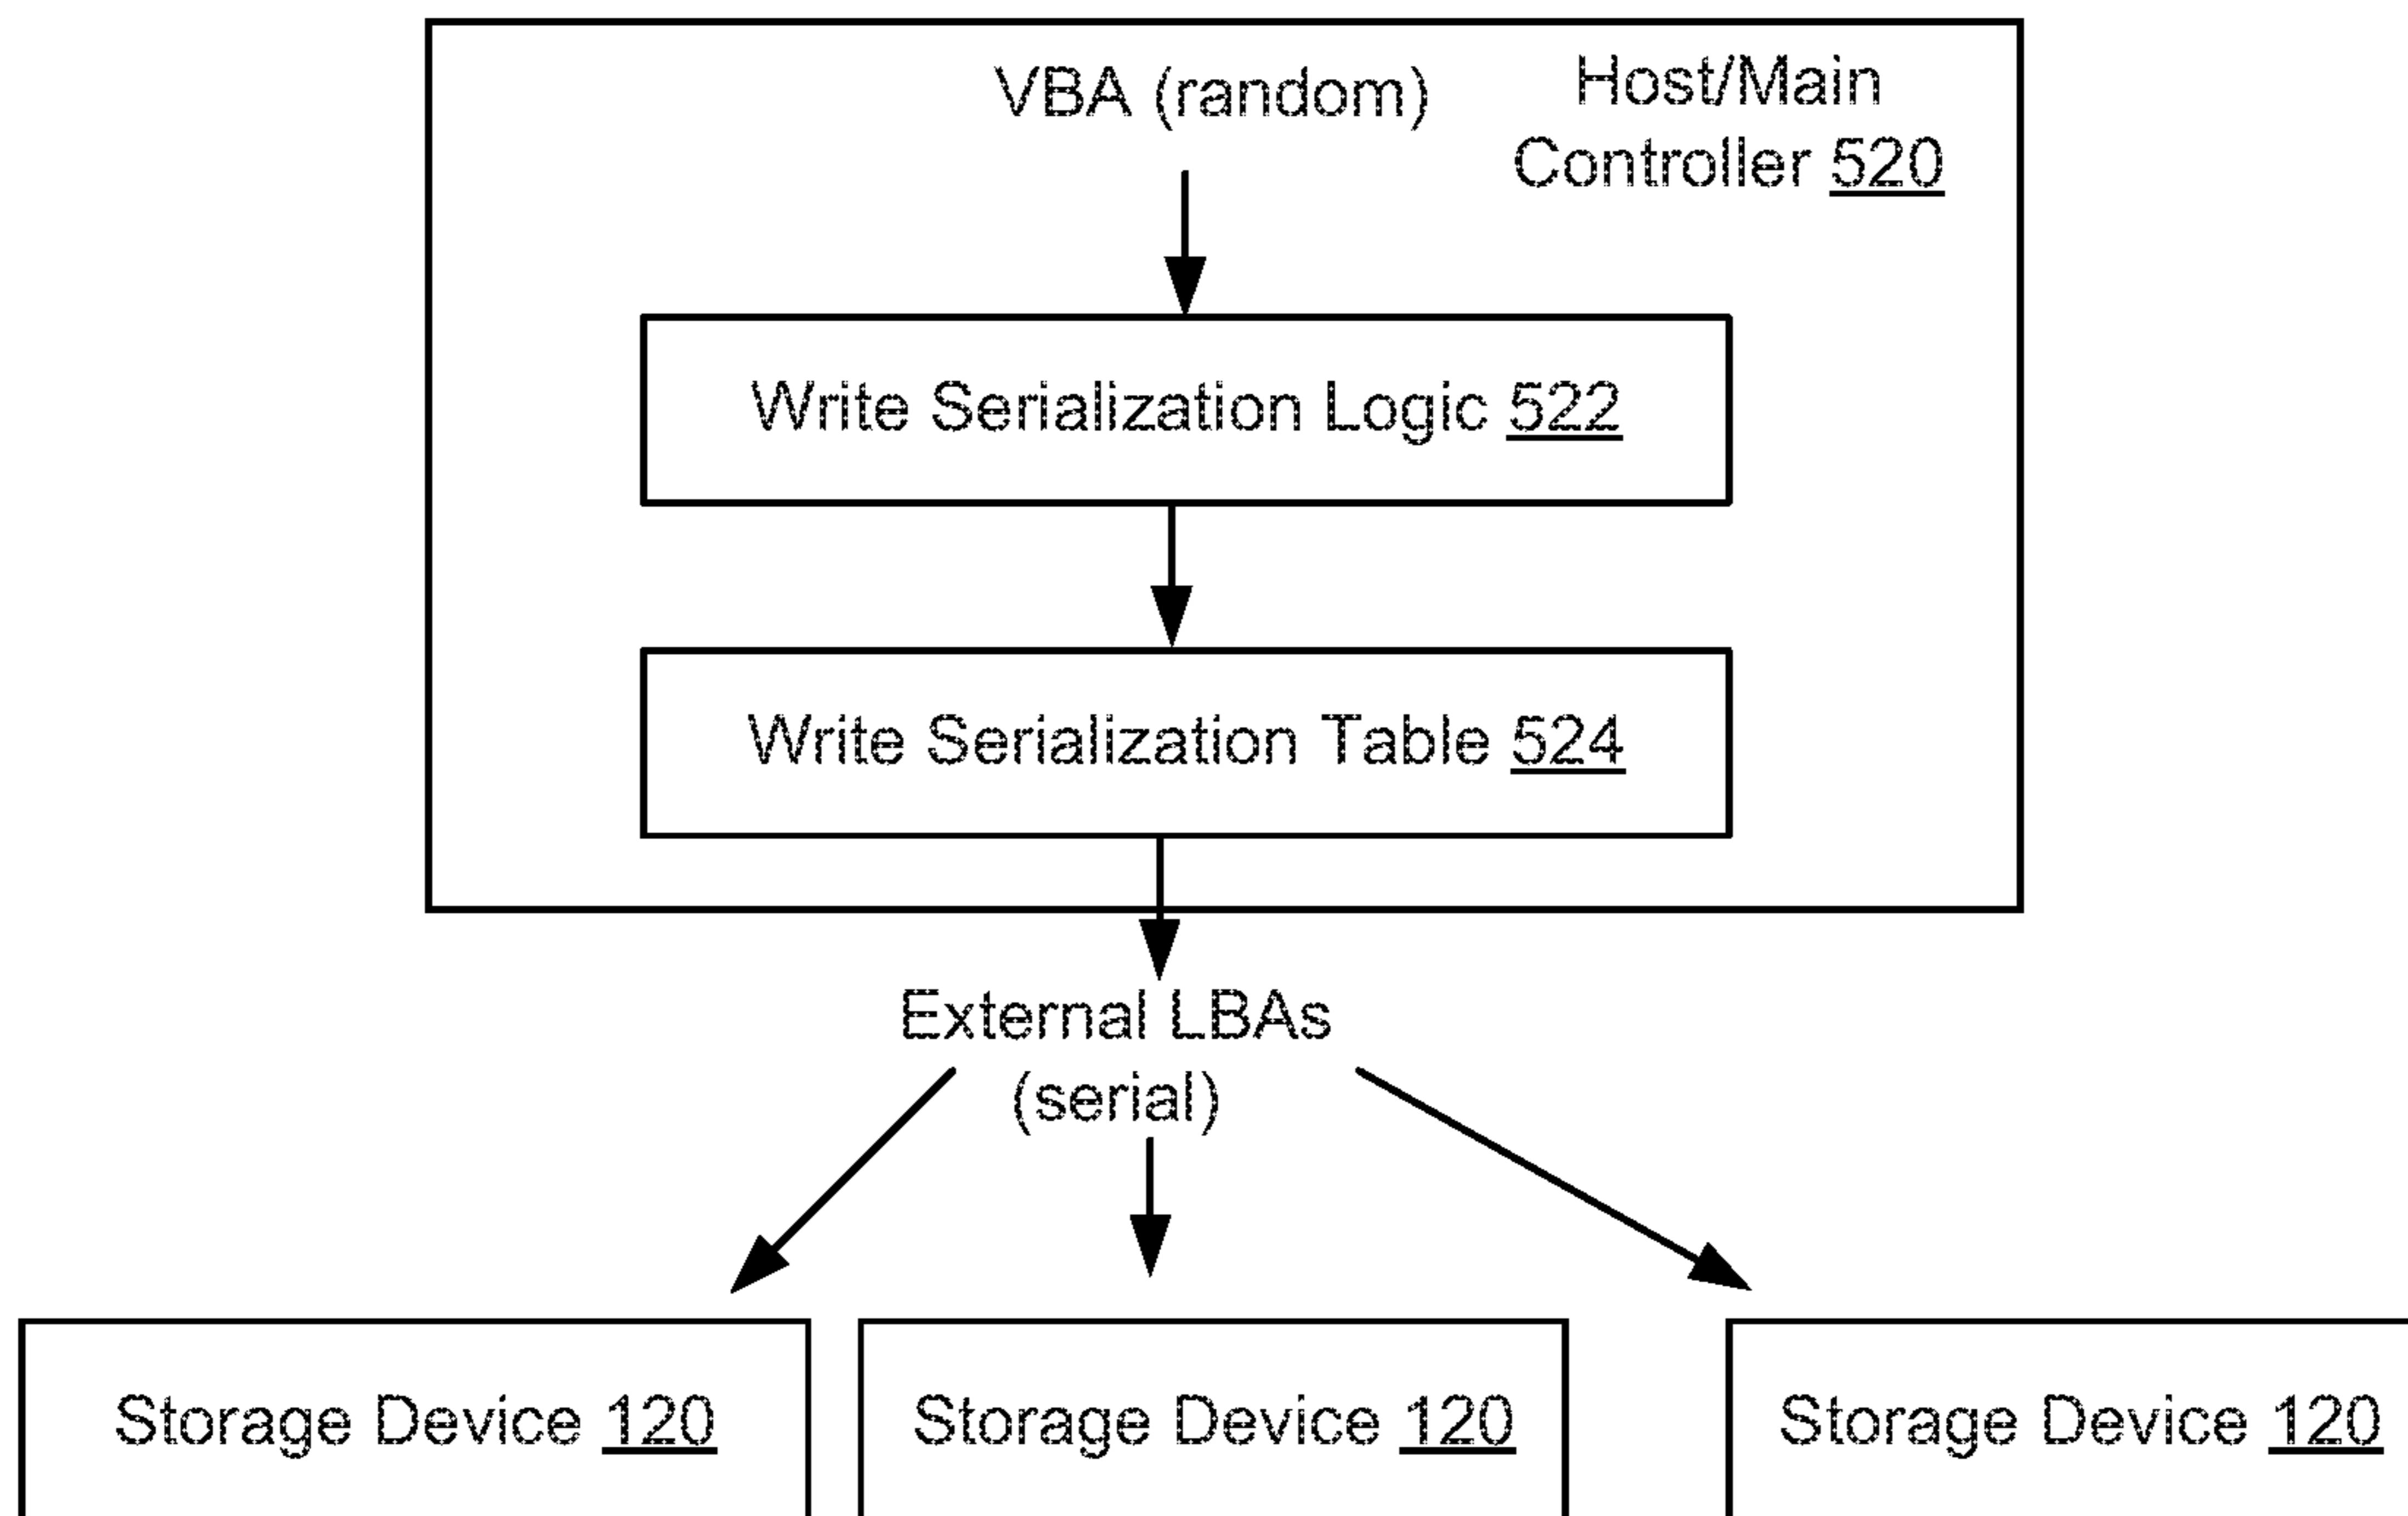 VBA (random)
Host/Main
Controller 520
Write Serialization Logic 522
Write Serialization Table 524
External LBAs
(serial)
Storage Device 120
Storage Device 120
Storage Device 120